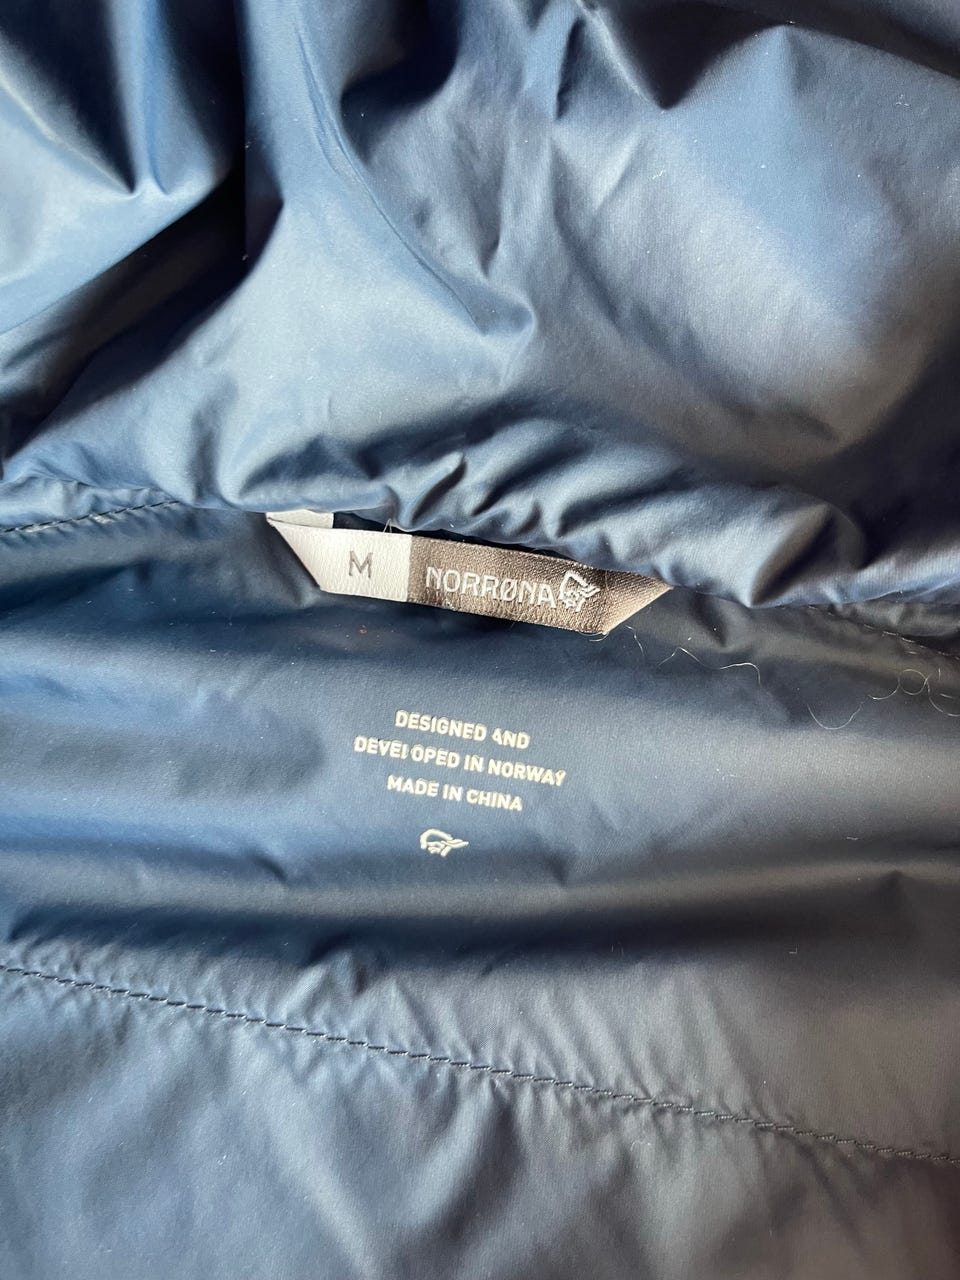 M NORRØNA
DESIGNED AND
DEVELOPED IN NORWAY
MADE IN CHINA